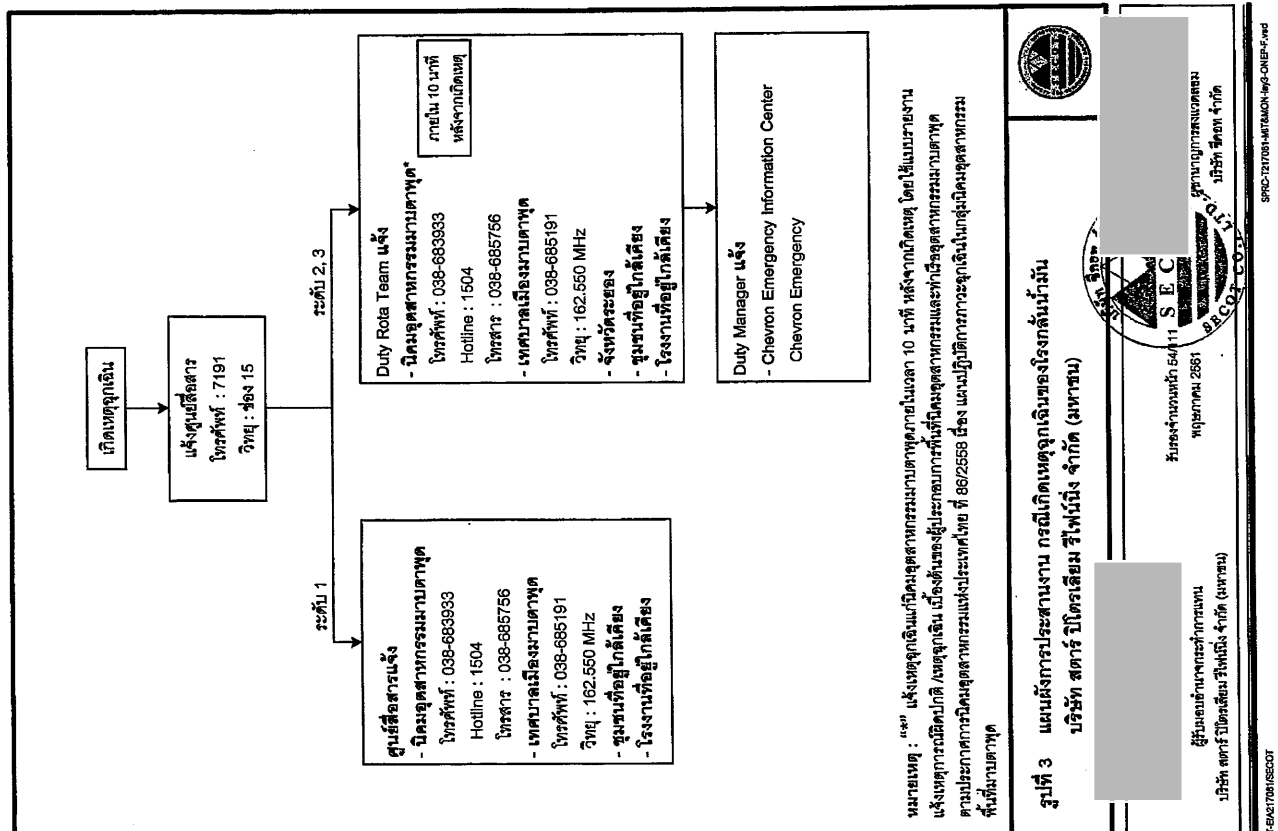 เกิดเหตุฉุกเฉิน
แจ้งศูนย์สื่อสาร
โทรศัพท์ : 7191
วิทยุ : ช่อง 15
ระดับ 1
ระดับ 2, 3
ศูนย์สื่อสารแจ้ง
- นิคมอุตสาหกรรมมาบตาพุด
โทรศัพท์ : 038-683933
Hotline : 1504
โทรสาร : 038-685756
- เทศบาลเมืองมาบตาพุด
โทรศัพท์ : 038-685191
วิทยุ : 162.550 MHz
- ชุมชนที่อยู่ใกล้เคียง
- โรงงานที่อยู่ใกล้เคียง
Duty Rota Team แจ้ง
- นิคมอุตสาหกรรมมาบตาพุด*
โทรศัพท์ : 038-683933
Hotline : 1504
โทรสาร : 038-685756
- เทศบาลเมืองมาบตาพุด
โทรศัพท์ : 038-685191
วิทยุ : 162.550 MHz
- จังหวัดระยอง
- ชุมชนที่อยู่ใกล้เคียง
- โรงงานที่อยู่ใกล้เคียง
ภายใน 10 นาที
หลังจากเกิดเหตุ
Duty Manager แจ้ง
- Chevron Emergency Information Center
Chevron Emergency
หมายเหตุ : "*" แจ้งเหตุฉุกเฉินแก่นิคมอุตสาหกรรมมาบตาพุดภายในเวลา 10 นาที หลังจากเกิดเหตุ โดยใช้แบบรายงาน
แจ้งเหตุการณ์ผิดปกติ /เหตุฉุกเฉิน เบื้องต้นของผู้ประกอบการพื้นที่นิคมอุตสาหกรรมและท่าเรืออุตสาหกรรมมาบตาพุด
ตามประกาศการนิคมอุตสาหกรรมแห่งประเทศไทย ที่ 86/2558 เรื่อง แผนปฏิบัติการภาวะฉุกเฉินในกลุ่มนิคมอุตสาหกรรม
พื้นที่มาบตาพุด
รูปที่ 3 แผนผังการประสานงาน กรณีเกิดเหตุฉุกเฉินของโรงกลั่นน้ำมัน
บริษัท สตาร์ ปิโตรเลียม รีไฟน์นิ่ง จำกัด (มหาชน)
SECOT
ผู้รับมอบอำนาจกระทำการแทน
บริษัท สตาร์ ปิโตรเลียม รีไฟน์นิ่ง จำกัด (มหาชน)
รับรองจำนวนหน้า 54/111
พฤษภาคม 2561
SEC
SECOT CO., LTD.
ผู้ชำนาญการสิ่งแวดล้อม
บริษัท ซีคอท จำกัด
SPRC-T217051-MIT&MON-lay3-ONEP-F.vsd